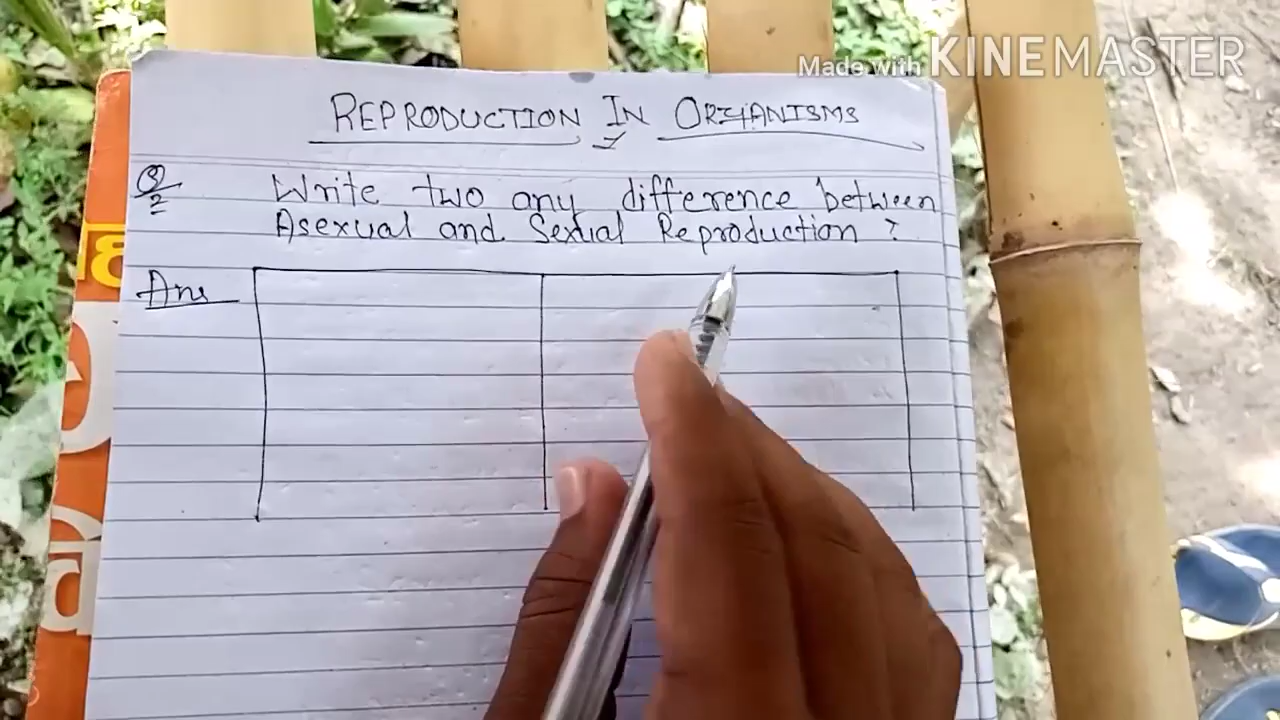 Made with KINEMASTER
REPRODUCTION IN ORGANISMS
Q/2 Write two any difference between
Asexual and Sexual Reproduction ?
Ans